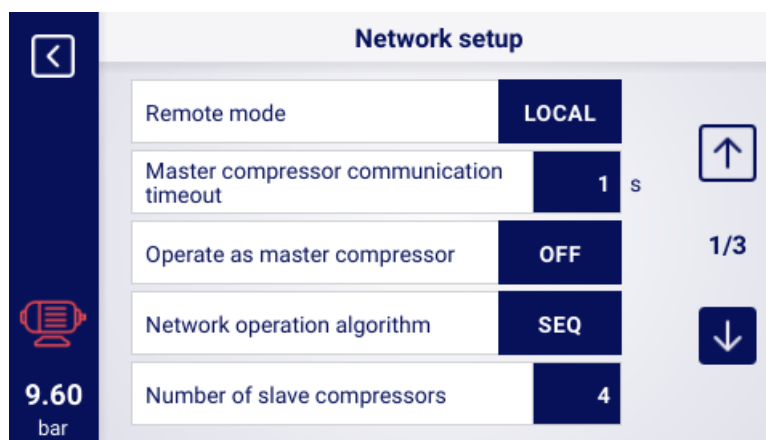 Network setup
Remote mode
LOCAL
Master compressor communication
timeout
1
s
Operate as master compressor
OFF
1/3
Network operation algorithm
SEQ
Number of slave compressors
4
9.60
bar